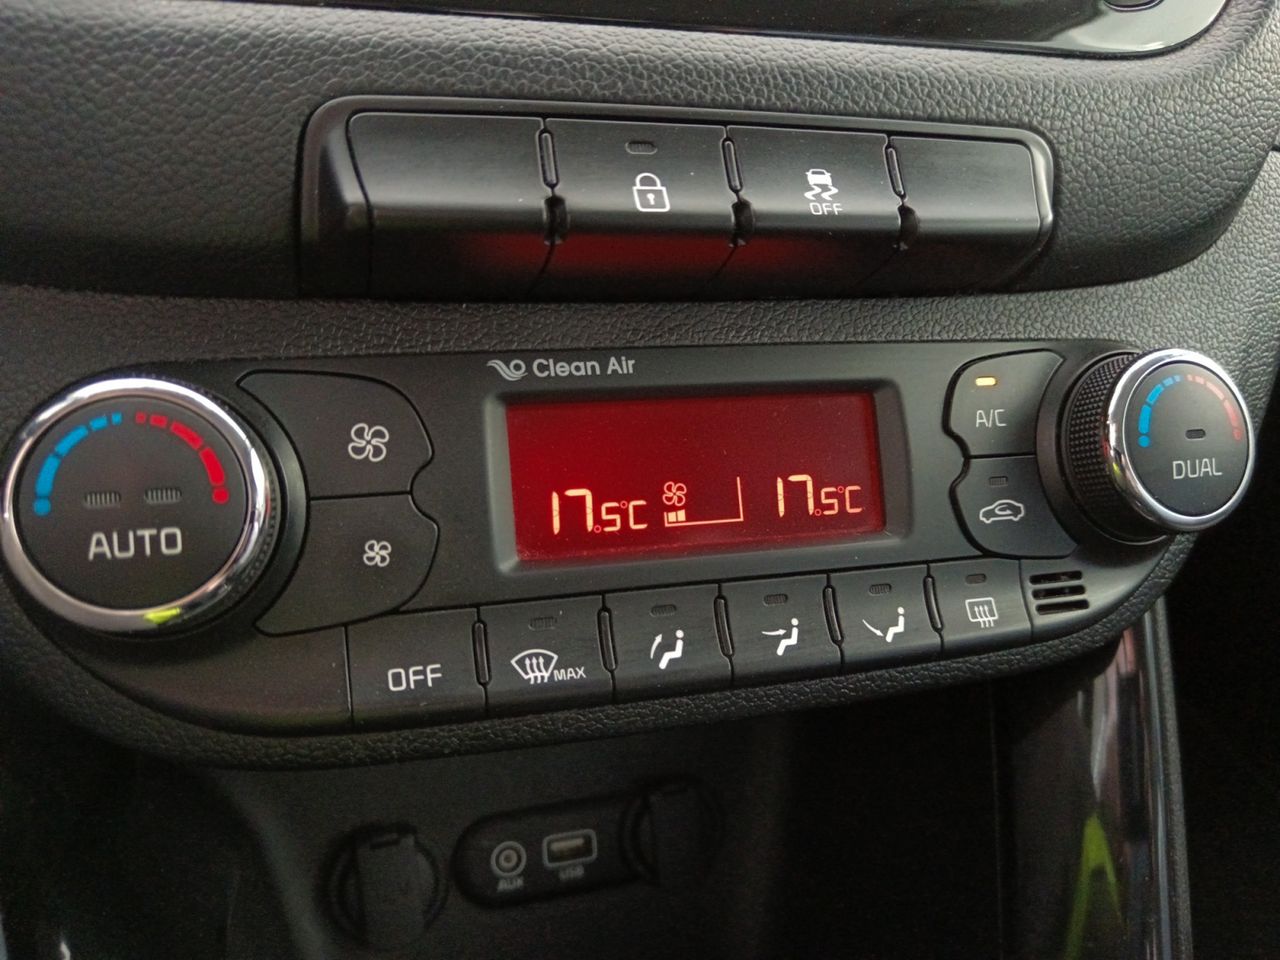 OFF
Clean Air
A/C
DUAL
AUTO
17.5°C
17.5°C
OFF
MAX
AUX
USB